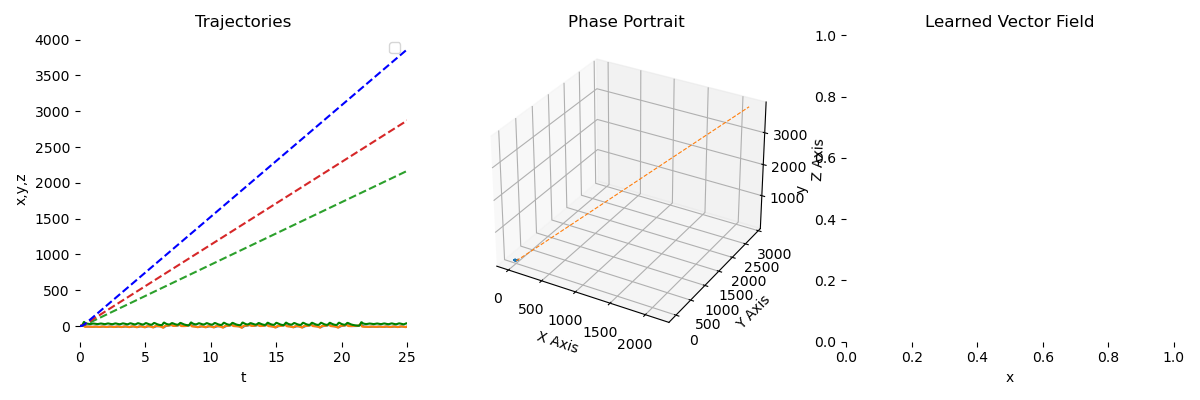 Trajectories
4000
3500
3000
2500
2000
1500
1000
500
0
x,y,z
0 5 10 15 20 25
t
Phase Portrait
0
500
1000
1500
2000
X Axis
0
500
1000
1500
2000
2500
3000
Y Axis
1000
2000
3000
Z Axis
Learned Vector Field
1.0
0.8
0.6
0.4
0.2
0.0
y
0.0 0.2 0.4 0.6 0.8 1.0
x